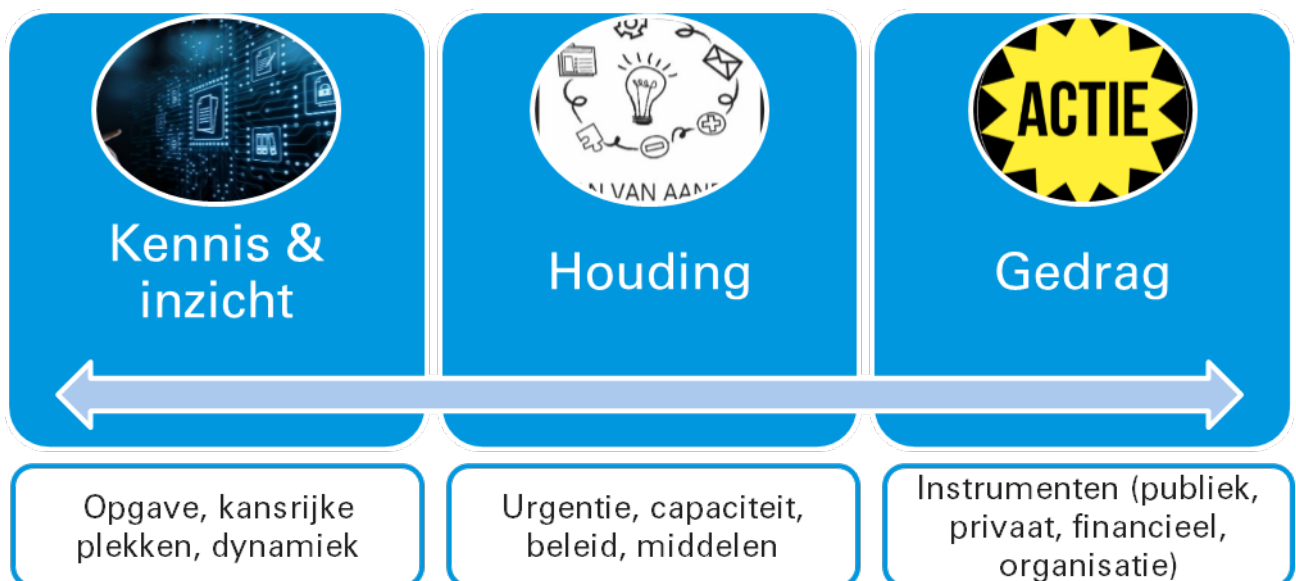 ACTIE
Kennis &
inzicht
Houding
Gedrag
Opgave, kansrijke
plekken, dynamiek
Urgentie, capaciteit,
beleid, middelen
Instrumenten (publiek,
privaat, financieel,
organisatie)